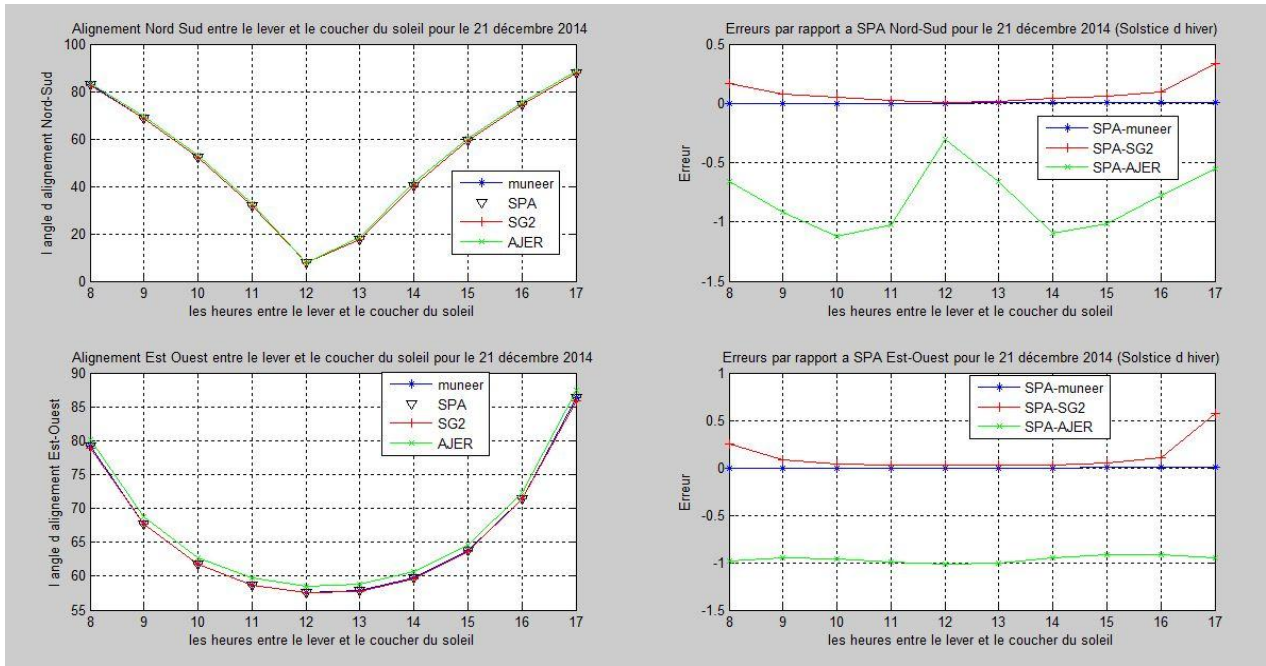 Alignement Nord Sud entre le lever et le coucher du soleil pour le 21 décembre 2014
l angle d alignement Nord-Sud
100
80
60
40
20
0
muneer
SPA
SG2
AJER
8 9 10 11 12 13 14 15 16 17
les heures entre le lever et le coucher du soleil
Erreurs par rapport a SPA Nord-Sud pour le 21 décembre 2014 (Solstice d hiver)
Erreur
0.5
0
-0.5
-1
-1.5
SPA-muneer
SPA-SG2
SPA-AJER
8 9 10 11 12 13 14 15 16 17
les heures entre le lever et le coucher du soleil
Alignement Est Ouest entre le lever et le coucher du soleil pour le 21 décembre 2014
l angle d alignement Est-Ouest
90
85
80
75
70
65
60
55
muneer
SPA
SG2
AJER
8 9 10 11 12 13 14 15 16 17
les heures entre le lever et le coucher du soleil
Erreurs par rapport a SPA Est-Ouest pour le 21 décembre 2014 (Solstice d hiver)
Erreur
1
0.5
0
-0.5
-1
-1.5
SPA-muneer
SPA-SG2
SPA-AJER
8 9 10 11 12 13 14 15 16 17
les heures entre le lever et le coucher du soleil